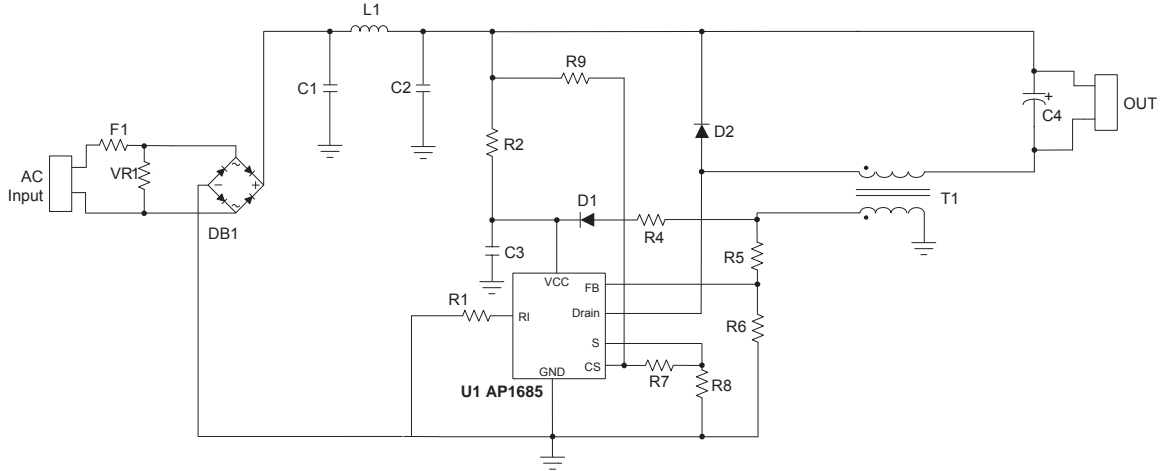 L1
R9
C1
C2
+
C4
OUT
F1
R2
D2
AC
Input
VR1
~
−
+
~
DB1
T1
D1
R4
C3
R5
VCC
FB
R1
RI
Drain
R6
S
GND
CS
R7
R8
U1 AP1685